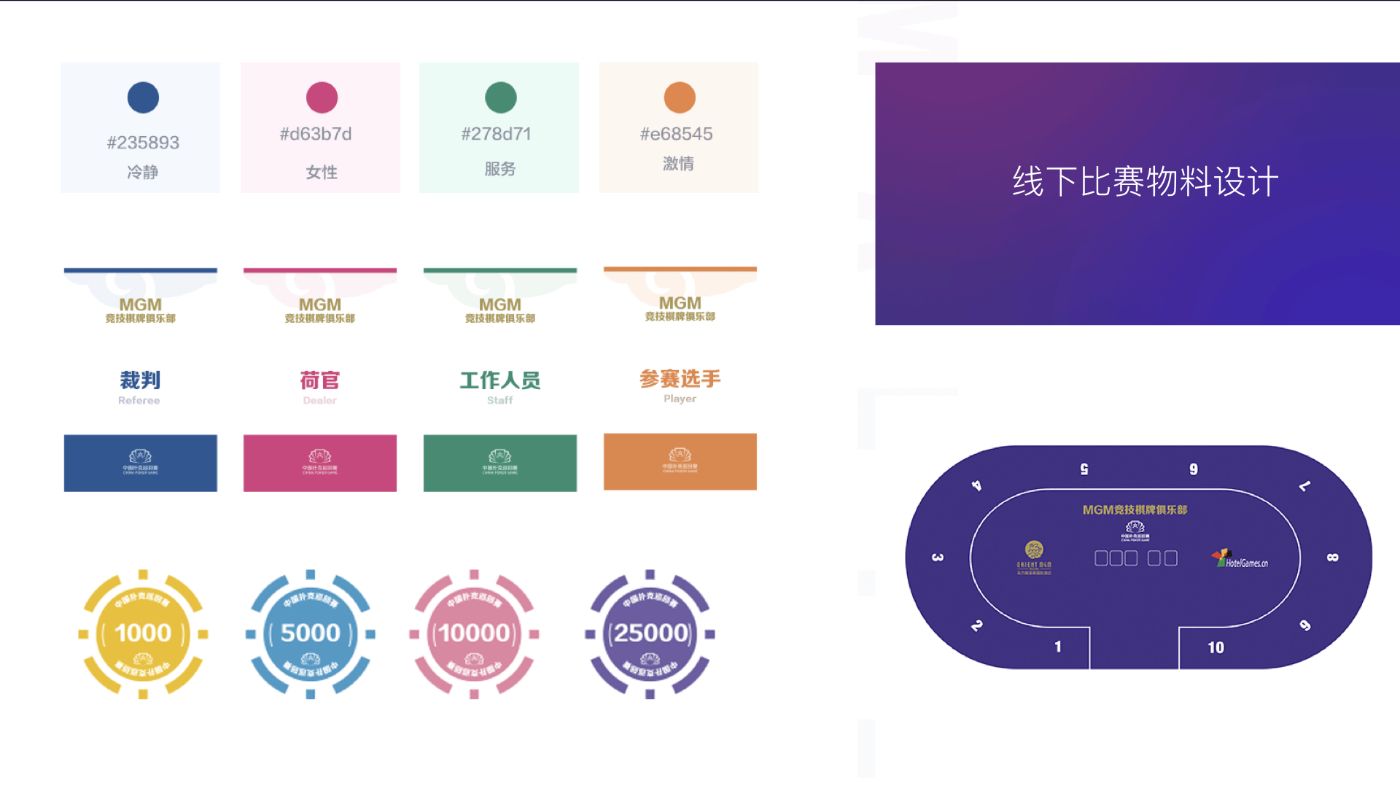 #235893
冷静
#d63b7d
女性
#278d71
服务
#e68545
激情
线下比赛物料设计
MGM
竞技棋牌俱乐部
裁判
Referee
中国扑克巡回赛
CHINA POKER GAME
MGM
竞技棋牌俱乐部
荷官
Dealer
中国扑克巡回赛
CHINA POKER GAME
MGM
竞技棋牌俱乐部
工作人员
Staff
中国扑克巡回赛
CHINA POKER GAME
MGM
竞技棋牌俱乐部
参赛选手
Player
中国扑克巡回赛
CHINA POKER GAME
中国扑克巡回赛
1000
中国扑克巡回赛
中国扑克巡回赛
5000
中国扑克巡回赛
中国扑克巡回赛
10000
中国扑克巡回赛
中国扑克巡回赛
25000
中国扑克巡回赛
5
6
4
7
MGM竞技棋牌俱乐部
中国扑克巡回赛
CHINA POKER GAME
3
ORIENT MGM
HotelGames.cn
8
2
9
1
10